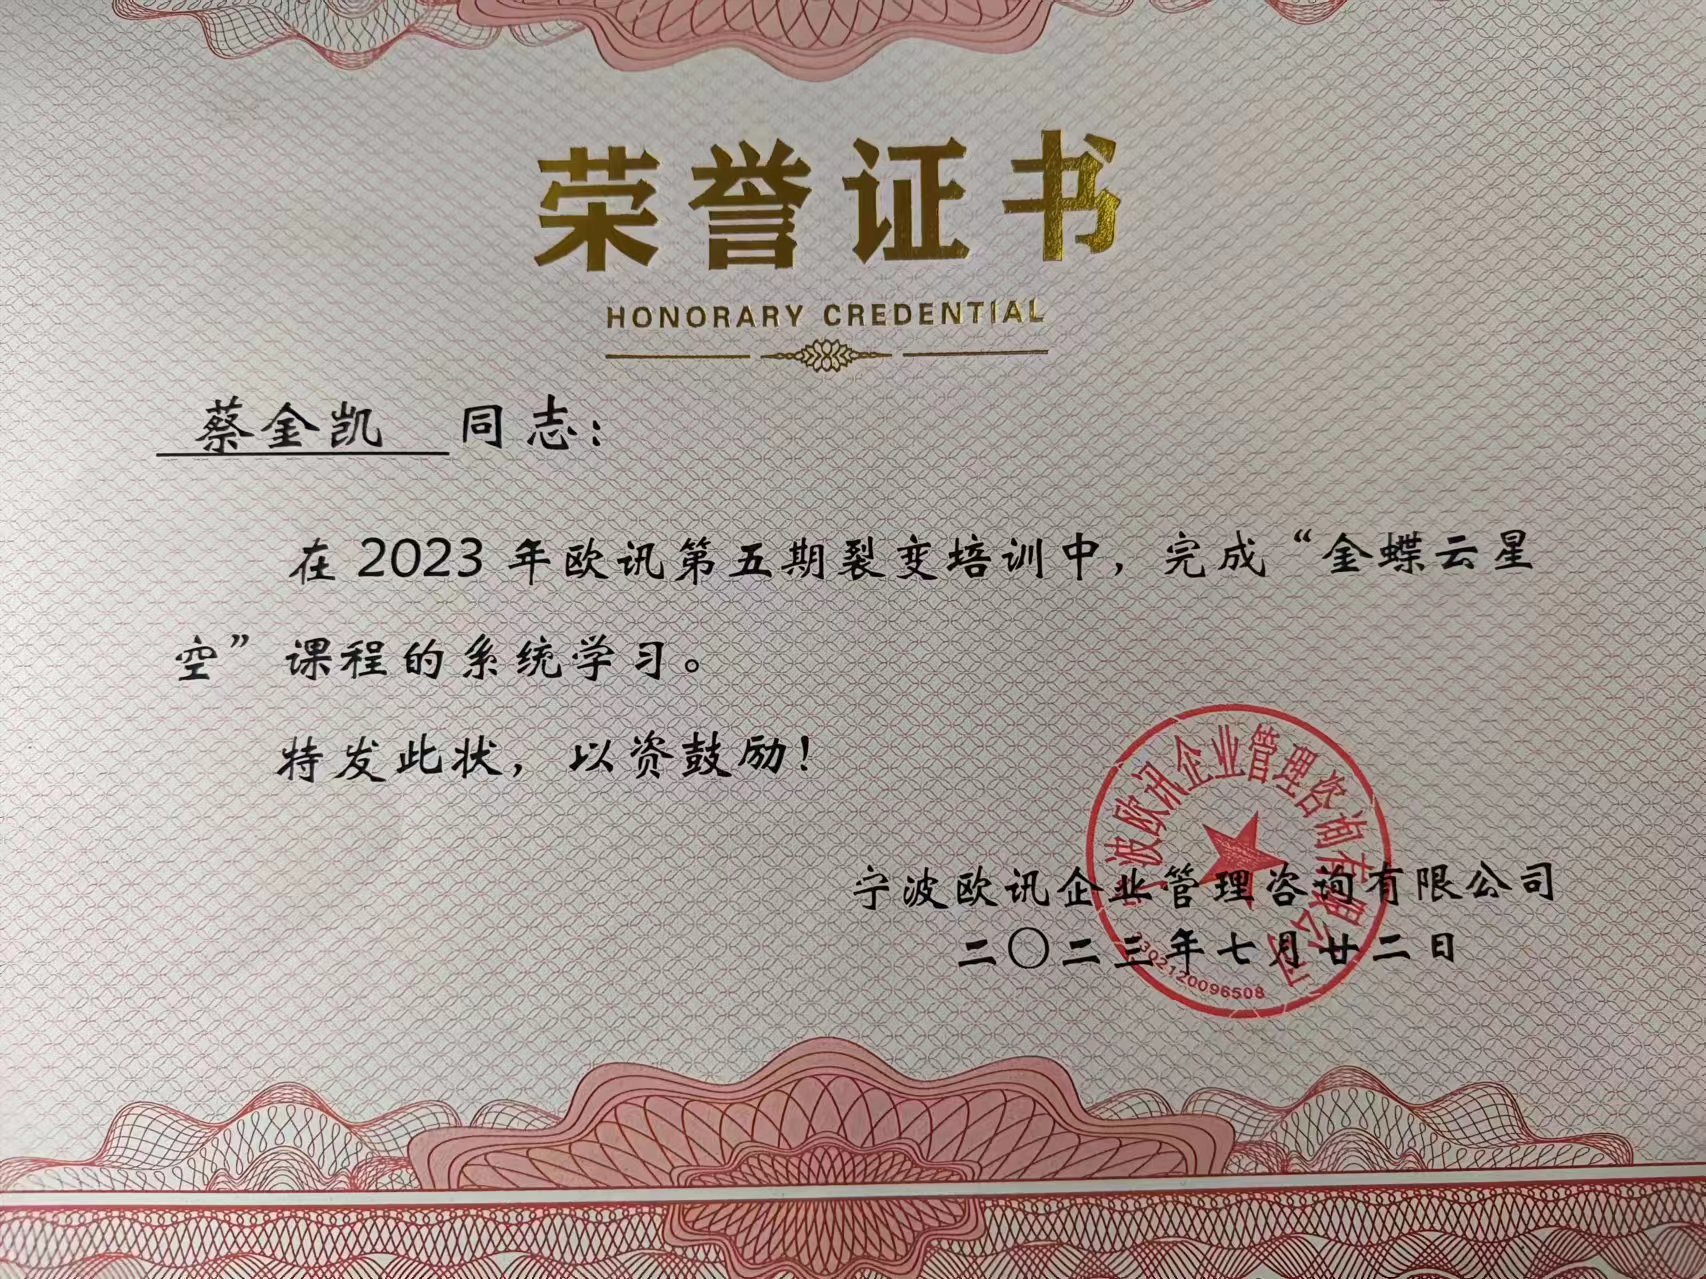 荣誉证书
HONORARY CREDENTIAL
蔡金凯 同志：
在 2023 年欧讯第五期裂变培训中，完成“金蝶云星
空”课程的系统学习。
特发此状，以资鼓励！
宁波欧讯企业管理咨询有限公司
二〇二三年七月廿二日
宁波欧讯企业管理咨询有限公司
3302120096508